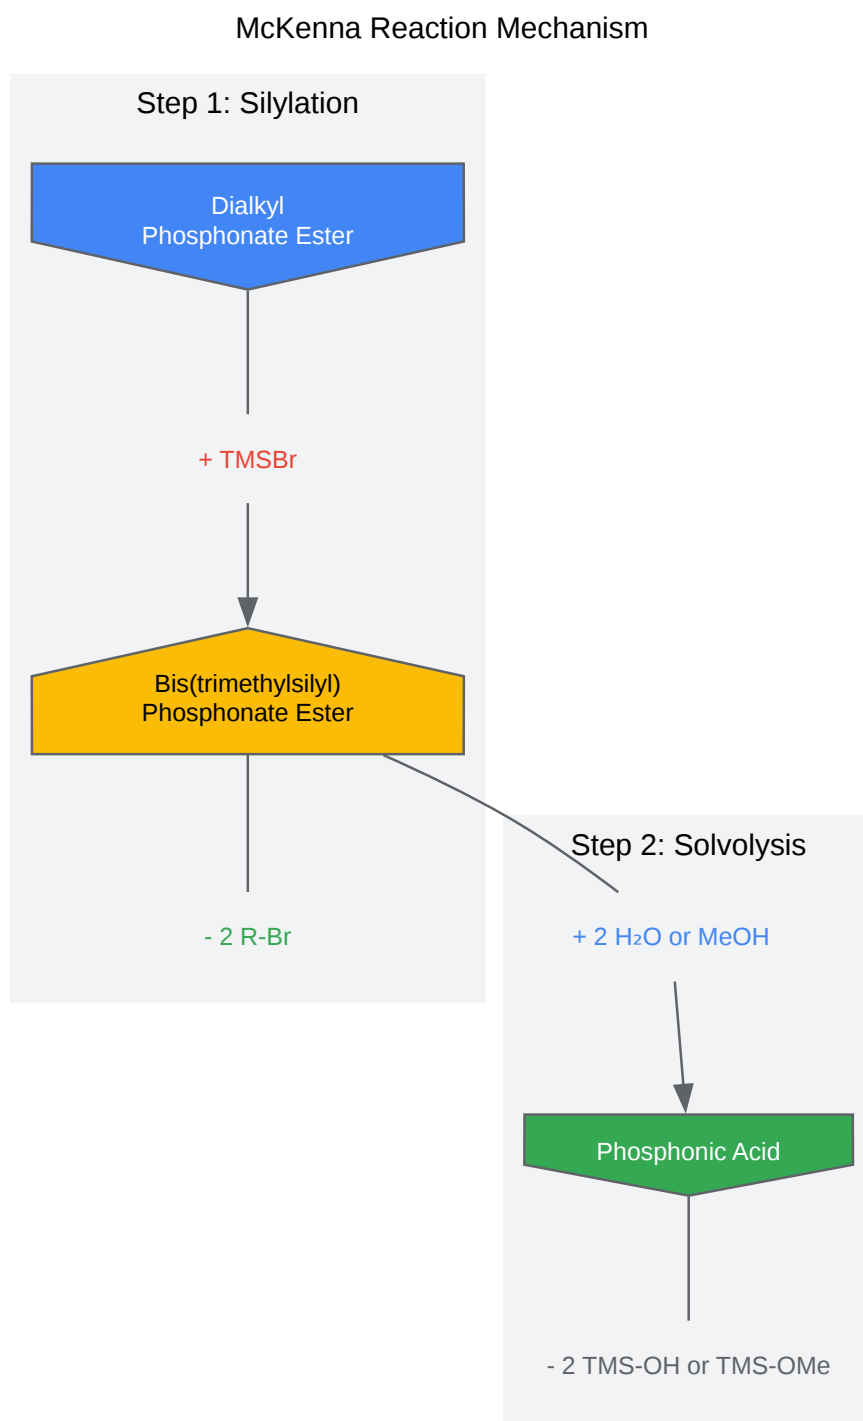 McKenna Reaction Mechanism
Step 1: Silylation
Dialkyl
Phosphonate Ester
+ TMSBr
Bis(trimethylsilyl)
Phosphonate Ester
- 2 R-Br
Step 2: Solvolysis
+ 2 H₂O or MeOH
Phosphonic Acid
- 2 TMS-OH or TMS-OMe